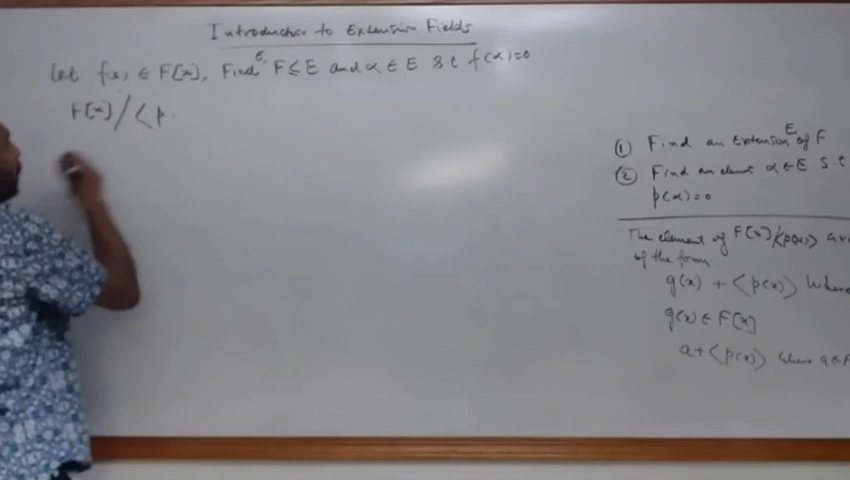 Introduction to Extension Fields
Let f(x) ∈ F[x], Find E, F ≤ E and α ∈ E s.t f(α)=0
F[x] / < p
① Find an Extension E of F
② Find an element α ∈ E s.t
p(α)=0
The element of F[x]/<p(x)> are
of the form
g(x) + <p(x)> where
g(x) ∈ F[x]
a+<p(x)> where a ∈ F